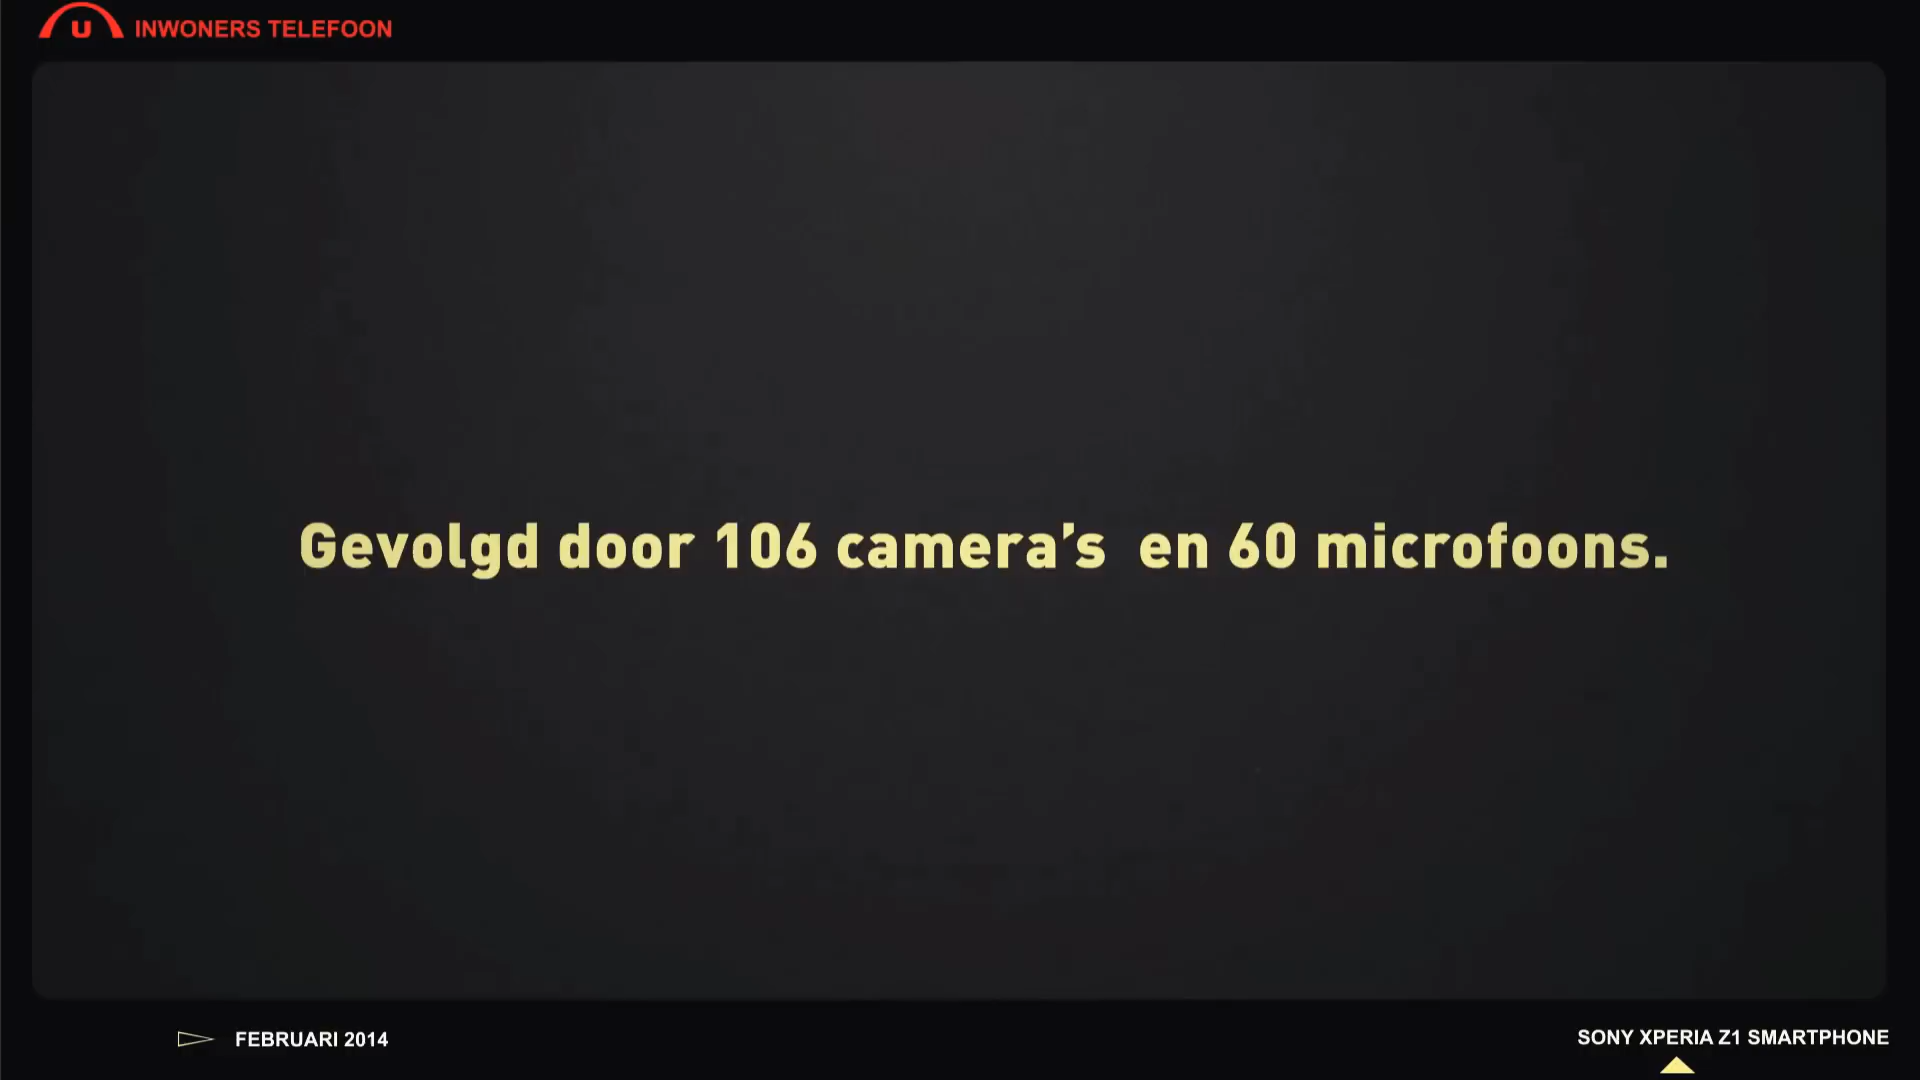 U INWONERS TELEFOON
Gevolgd door 106 camera's en 60 microfoons.
FEBRUARI 2014
SONY XPERIA Z1 SMARTPHONE